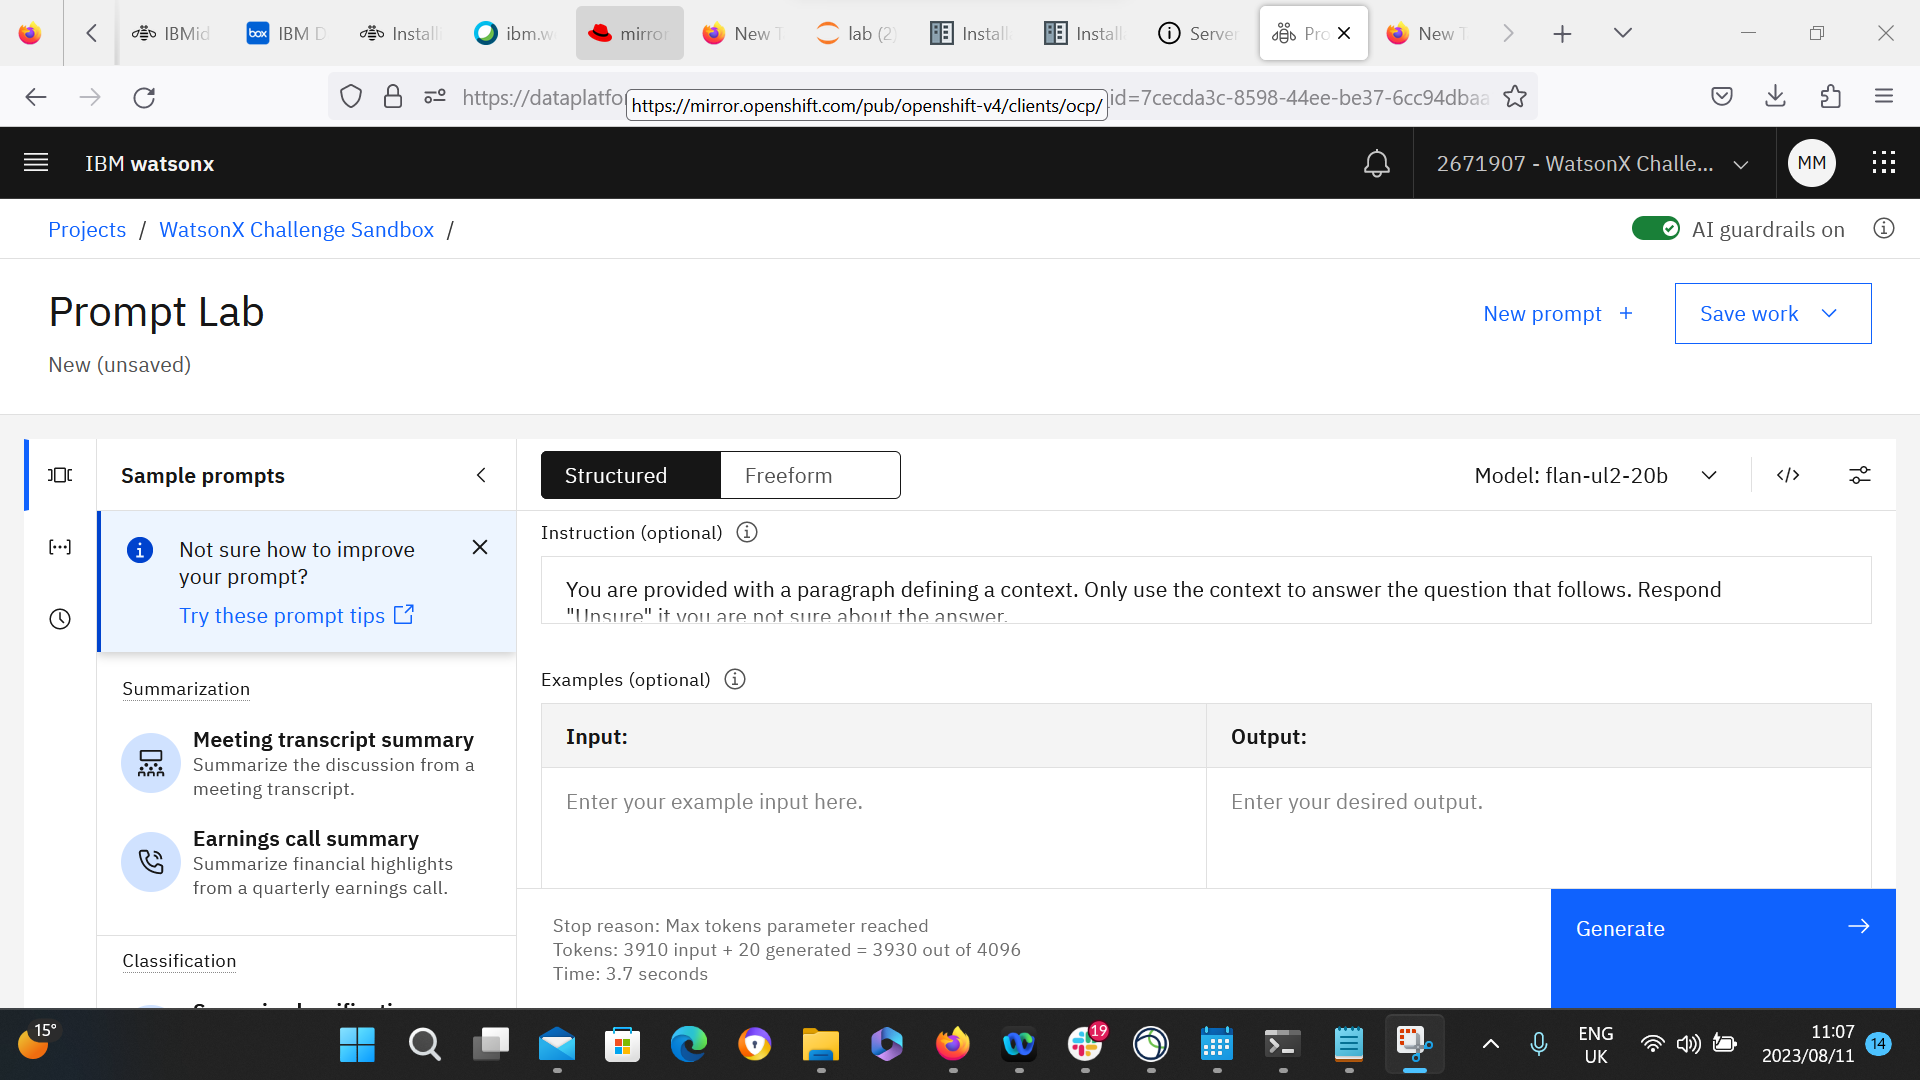 IBMid
box
IBM D
Install
ibm.w
mirror
New T
lab (2)
Install
Install
Server
Pro
New T
https://dataplatfo
https://mirror.openshift.com/pub/openshift-v4/clients/ocp/
id=7cecda3c-8598-44ee-be37-6cc94dbaa
IBM watsonx
2671907 - WatsonX Challe...
MM
Projects / WatsonX Challenge Sandbox /
AI guardrails on
Prompt Lab
New prompt +
Save work
New (unsaved)
Sample prompts
Structured
Freeform
Model: flan-ul2-20b
Not sure how to improve
your prompt?
Try these prompt tips
Instruction (optional)
You are provided with a paragraph defining a context. Only use the context to answer the question that follows. Respond
"Unsure" it you are not sure about the answer.
Summarization
Meeting transcript summary
Summarize the discussion from a
meeting transcript.
Earnings call summary
Summarize financial highlights
from a quarterly earnings call.
Classification
Examples (optional)
Input:
Output:
Enter your example input here.
Enter your desired output.
Stop reason: Max tokens parameter reached
Tokens: 3910 input + 20 generated = 3930 out of 4096
Time: 3.7 seconds
Generate
15°
19
ENG
UK
11:07
2023/08/11
14